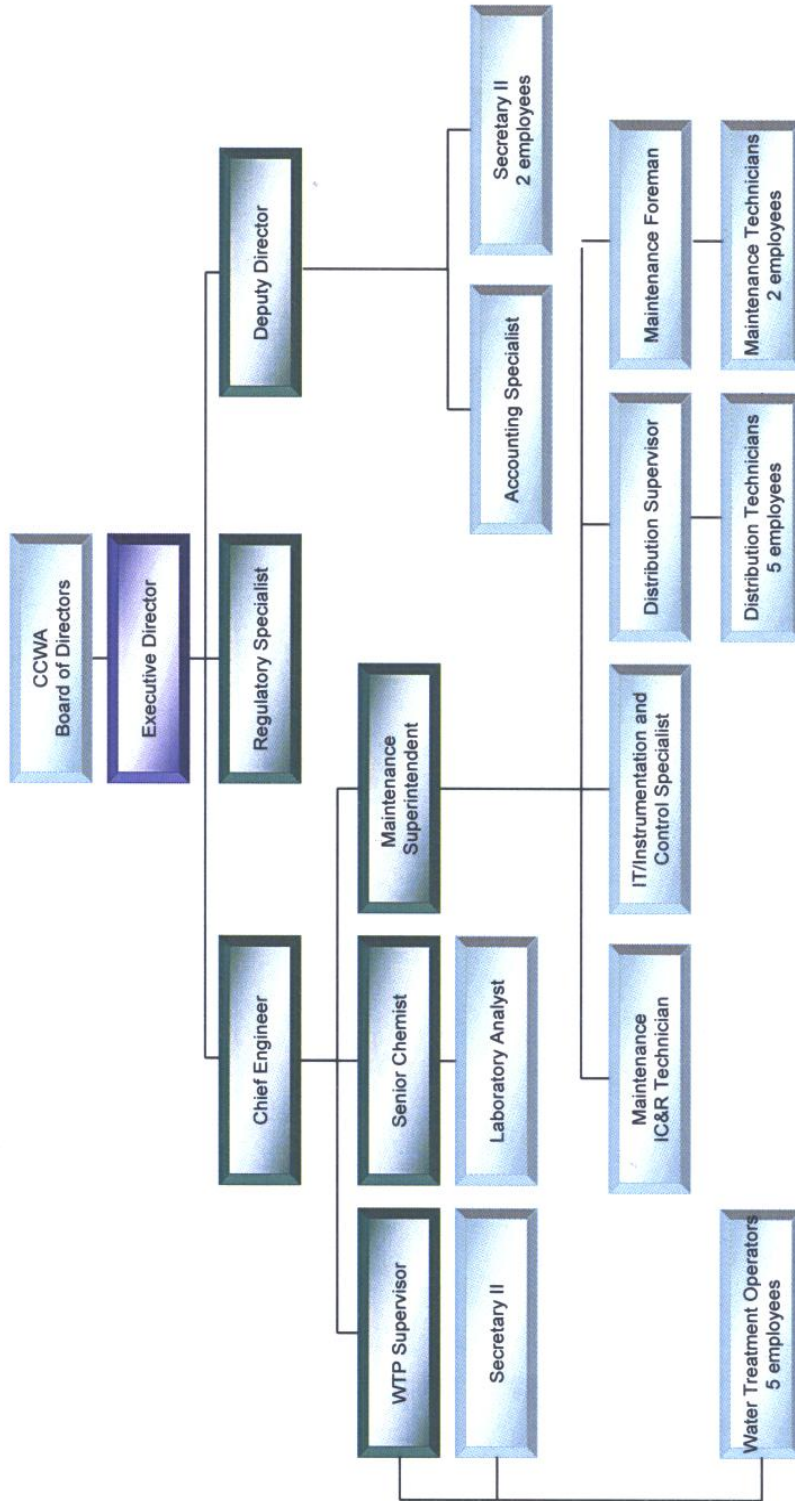 CCWA
Board of Directors
Executive Director
Chief Engineer
Regulatory Specialist
Deputy Director
WTP Supervisor
Senior Chemist
Maintenance
Superintendent
Secretary II
Laboratory Analyst
Accounting Specialist
Secretary II
2 employees
Maintenance
IC&R Technician
IT/Instrumentation and
Control Specialist
Distribution Supervisor
Maintenance Foreman
Water Treatment Operators
5 employees
Distribution Technicians
5 employees
Maintenance Technicians
2 employees